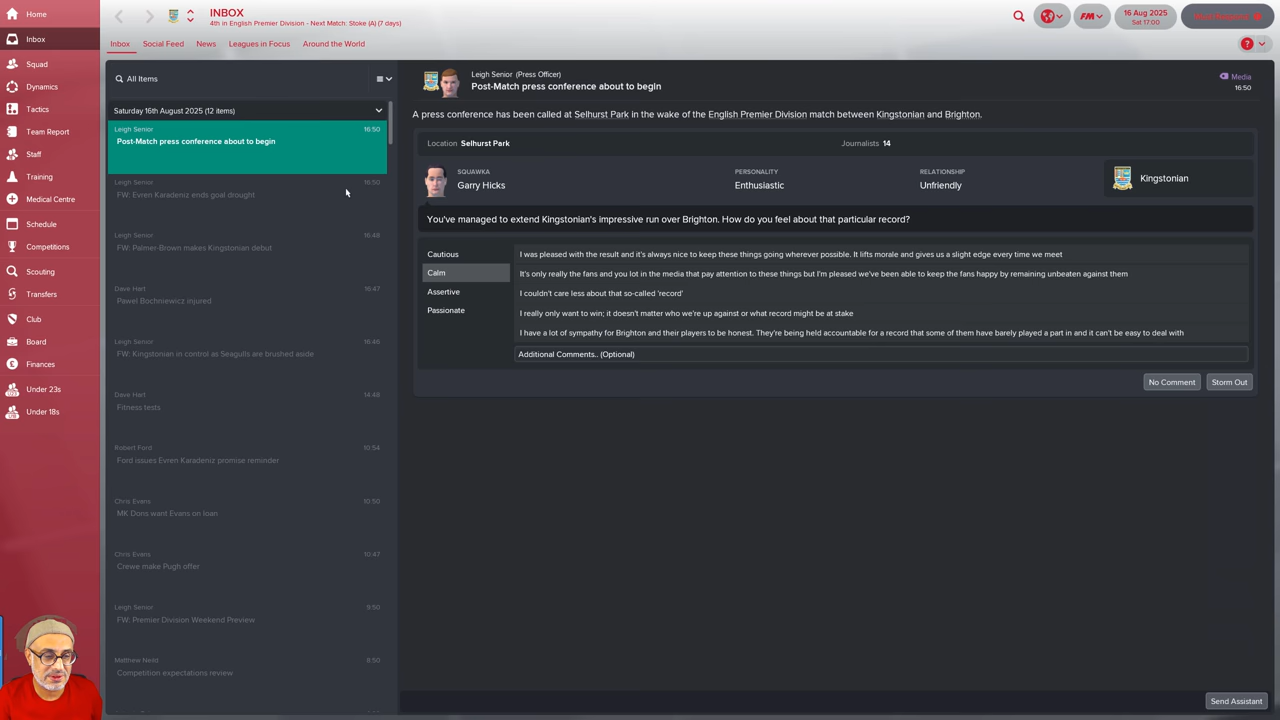 Home
Inbox
Squad
Dynamics
Tactics
Team Report
Staff
Training
Medical Centre
Schedule
Competitions
Scouting
Transfers
Club
Board
Finances
Under 23s
Under 18s
INBOX
4th in English Premier Division - Next Match: Stoke (A) (7 days)
FM
16 Aug 2025
Sat 17:00
Inbox
Social Feed
News
Leagues in Focus
Around the World
?
All Items
Saturday 16th August 2025 (12 items)
Leigh Senior 16:50
Post-Match press conference about to begin
Leigh Senior 16:50
FW: Evren Karadeniz ends goal drought
Leigh Senior 16:48
FW: Palmer-Brown makes Kingstonian debut
Dave Hart 16:47
Pawel Bochniewicz injured
Leigh Senior 16:46
FW: Kingstonian in control as Seagulls are brushed aside
Dave Hart 14:48
Fitness tests
Robert Ford 10:54
Ford issues Evren Karadeniz promise reminder
Chris Evans 10:50
MK Dons want Evans on loan
Chris Evans 10:47
Crewe make Pugh offer
Leigh Senior 9:50
FW: Premier Division Weekend Preview
Matthew Neild 8:50
Competition expectations review
Leigh Senior (Press Officer)
Post-Match press conference about to begin
Media
16:50
A press conference has been called at Selhurst Park in the wake of the English Premier Division match between Kingstonian and Brighton.
Location Selhurst Park
Journalists 14
SQUAWKA
Garry Hicks
PERSONALITY
Enthusiastic
RELATIONSHIP
Unfriendly
Kingstonian
You've managed to extend Kingstonian's impressive run over Brighton. How do you feel about that particular record?
Cautious
Calm
Assertive
Passionate
I was pleased with the result and it's always nice to keep these things going wherever possible. It lifts morale and gives us a slight edge every time we meet
It's only really the fans and you lot in the media that pay attention to these things but I'm pleased we've been able to keep the fans happy by remaining unbeaten against them
I couldn't care less about that so-called 'record'
I really only want to win; it doesn't matter who we're up against or what record might be at stake
I have a lot of sympathy for Brighton and their players to be honest. They're being held accountable for a record that some of them have barely played a part in and it can't be easy to deal with
Additional Comments.. (Optional)
No Comment
Storm Out
Send Assistant